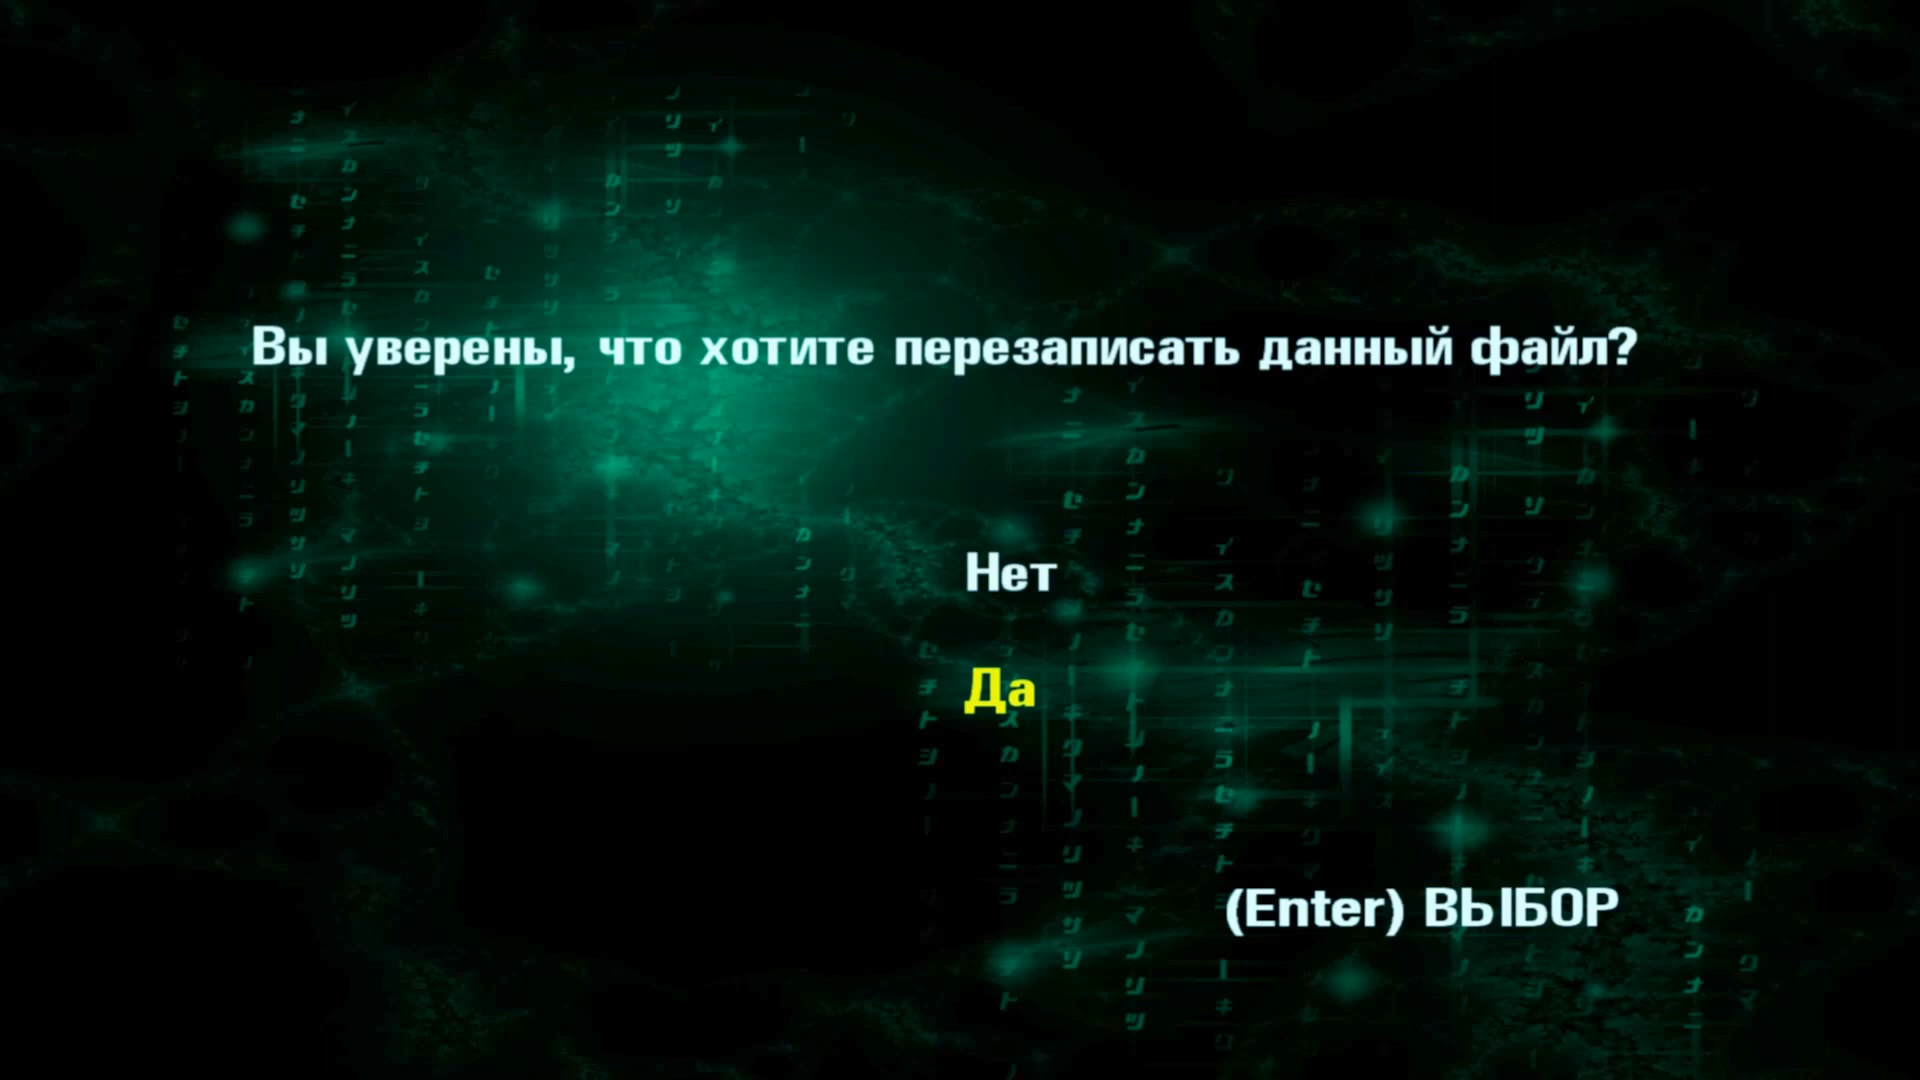 Вы уверены, что хотите перезаписать данный файл?
Нет
Да
(Enter) ВЫБОР